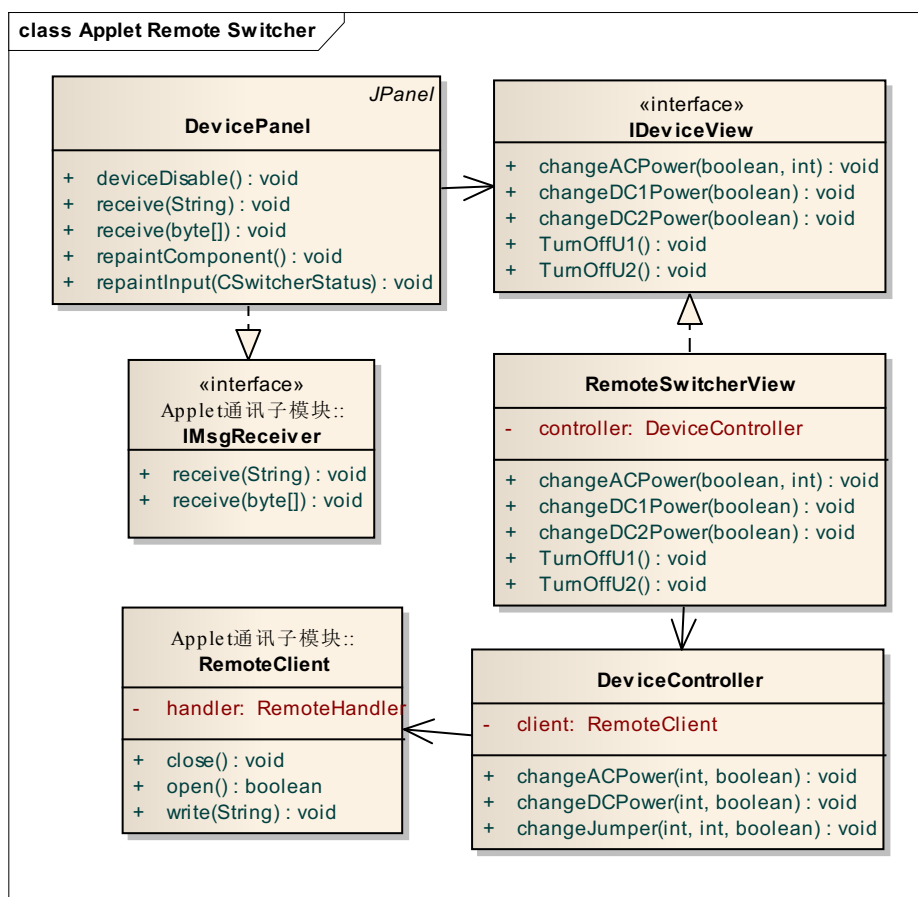 class Applet Remote Switcher
JPanel
DevicePanel
+ deviceDisable() : void
+ receive(String) : void
+ receive(byte[]) : void
+ repaintComponent() : void
+ repaintInput(CSwitcherStatus) : void
«interface»
IDeviceView
+ changeACPower(boolean, int) : void
+ changeDC1Power(boolean) : void
+ changeDC2Power(boolean) : void
+ TurnOffU1() : void
+ TurnOffU2() : void
«interface»
Applet通讯子模块::
IMsgReceiver
+ receive(String) : void
+ receive(byte[]) : void
RemoteSwitcherView
- controller: DeviceController
+ changeACPower(boolean, int) : void
+ changeDC1Power(boolean) : void
+ changeDC2Power(boolean) : void
+ TurnOffU1() : void
+ TurnOffU2() : void
Applet通讯子模块::
RemoteClient
- handler: RemoteHandler
+ close() : void
+ open() : boolean
+ write(String) : void
DeviceController
- client: RemoteClient
+ changeACPower(int, boolean) : void
+ changeDCPower(int, boolean) : void
+ changeJumper(int, int, boolean) : void